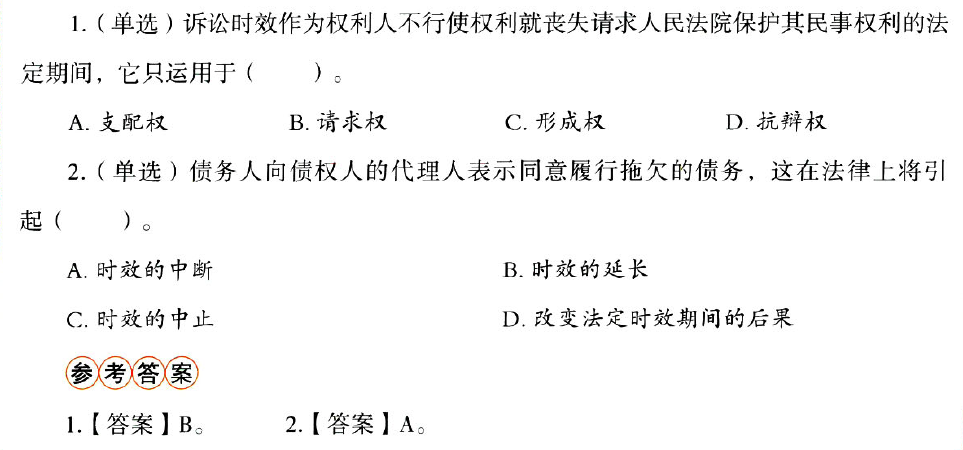 1.（单选）诉讼时效作为权利人不行使权利就丧失请求人民法院保护其民事权利的法
定期间，它只运用于（　　）。
A. 支配权　B. 请求权　C. 形成权　D. 抗辩权
2.（单选）债务人向债权人的代理人表示同意履行拖欠的债务，这在法律上将引
起（　　）。
A. 时效的中断　B. 时效的延长
C. 时效的中止　D. 改变法定时效期间的后果
参考答案
1.【答案】B。　2.【答案】A。